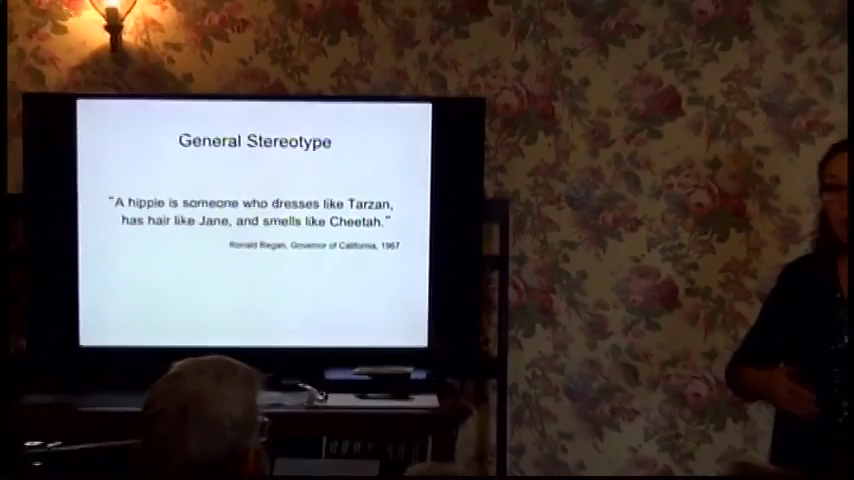 General Stereotype
"A hippie is someone who dresses like Tarzan,
has hair like Jane, and smells like Cheetah."
Ronald Regan, Governor of California, 1967